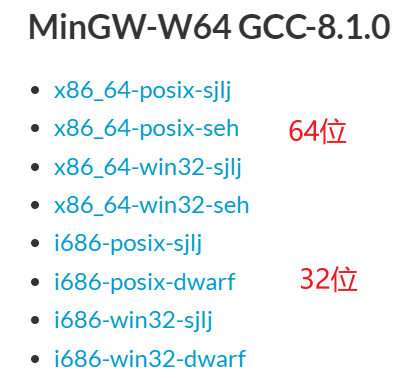 MinGW-W64 GCC-8.1.0
x86_64-posix-sjlj
x86_64-posix-seh 64位
x86_64-win32-sjlj
x86_64-win32-seh
i686-posix-sjlj
i686-posix-dwarf 32位
i686-win32-sjlj
i686-win32-dwarf